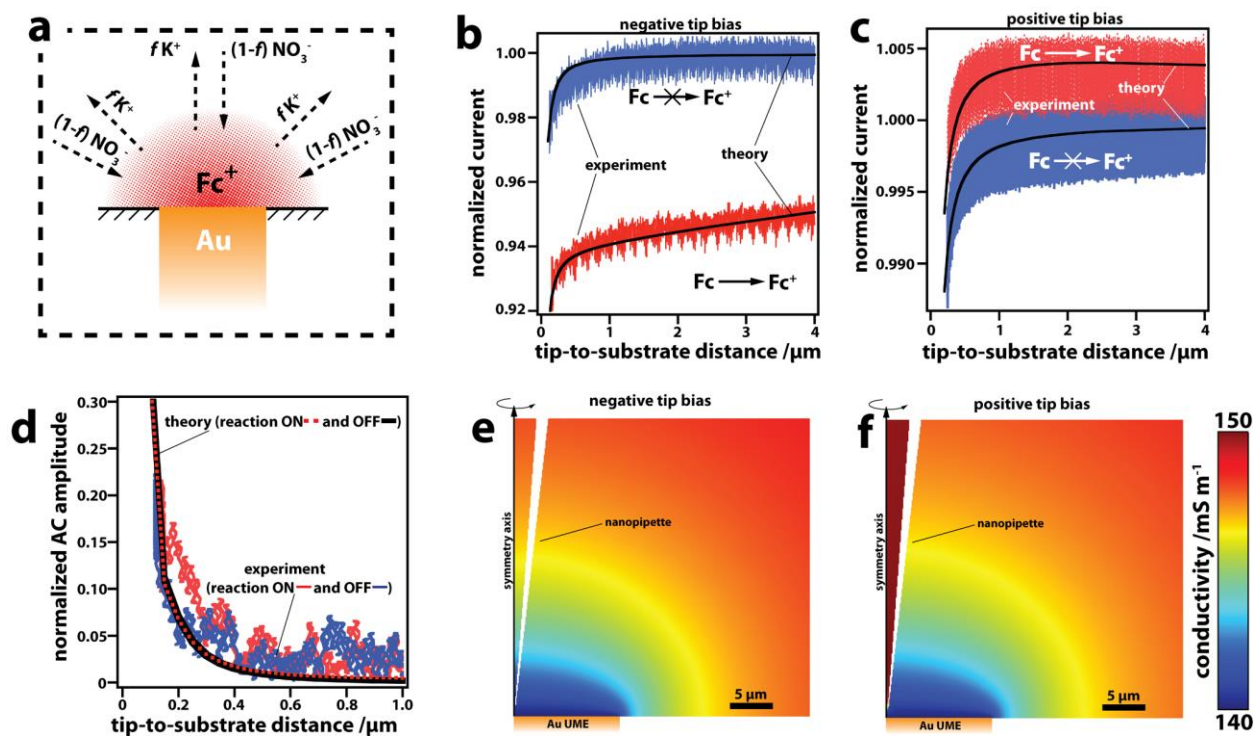 a
f K⁺
(1-f) NO₃⁻
f K⁺
f K⁺
(1-f) NO₃⁻
(1-f) NO₃⁻
Fc⁺
Au
b
negative tip bias
normalized current
1.00
0.98
0.96
0.94
0.92
Fc → Fc⁺
experiment
theory
Fc → Fc⁺
0
1
2
3
4
tip-to-substrate distance /µm
c
positive tip bias
normalized current
1.005
1.000
0.995
0.990
Fc → Fc⁺
theory
experiment
Fc → Fc⁺
0
1
2
3
4
tip-to-substrate distance /µm
d
normalized AC amplitude
0.30
0.25
0.20
0.15
0.10
0.05
0
theory (reaction ON and OFF)
experiment
(reaction ON and OFF)
0
0.2
0.4
0.6
0.8
1.0
tip-to-substrate distance /µm
e
negative tip bias
symmetry axis
nanopipette
5 µm
Au UME
f
positive tip bias
symmetry axis
nanopipette
5 µm
Au UME
150
conductivity /mS m⁻¹
140